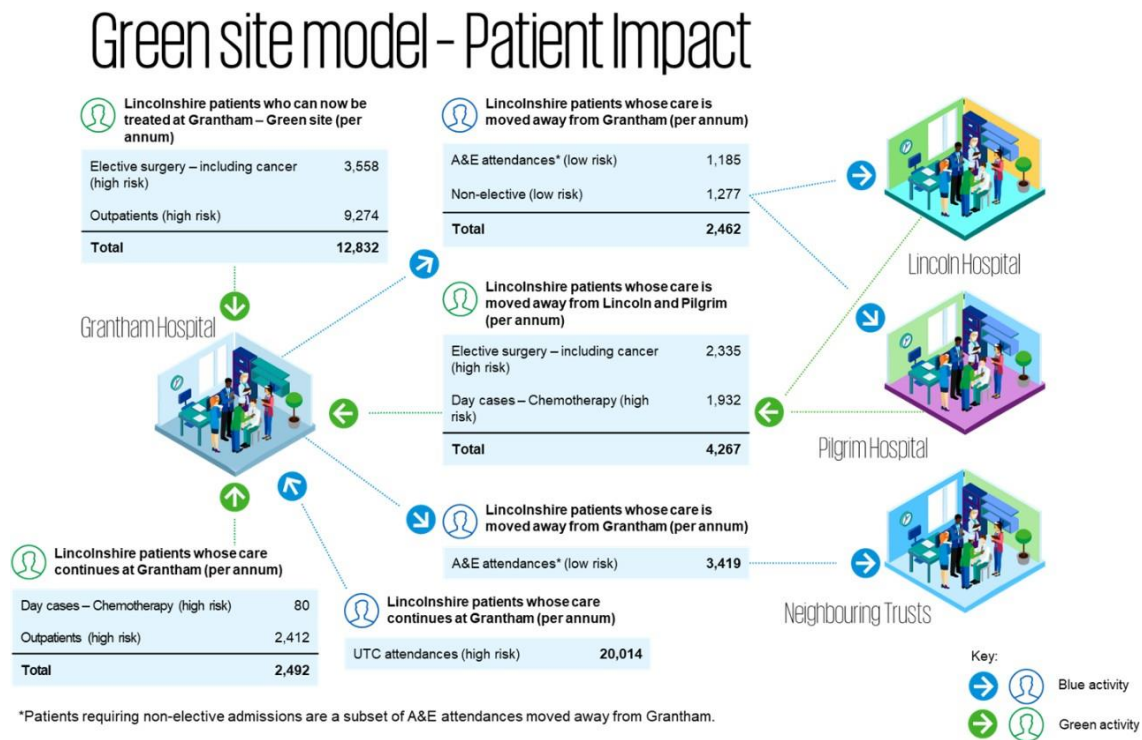 Green site model – Patient Impact
Lincolnshire patients who can now be
treated at Grantham – Green site (per
annum)
Elective surgery – including cancer 3,558
(high risk)
Outpatients (high risk) 9,274
Total 12,832
Lincolnshire patients whose care is
moved away from Grantham (per annum)
A&E attendances* (low risk) 1,185
Non-elective (low risk) 1,277
Total 2,462
Lincoln Hospital
Grantham Hospital
Lincolnshire patients whose care is
moved away from Lincoln and Pilgrim
(per annum)
Elective surgery – including cancer 2,335
(high risk)
Day cases – Chemotherapy (high 1,932
risk)
Total 4,267
Pilgrim Hospital
Lincolnshire patients whose care is
moved away from Grantham (per annum)
A&E attendances* (low risk) 3,419
Neighbouring Trusts
Lincolnshire patients whose care
continues at Grantham (per annum)
Day cases – Chemotherapy (high risk) 80
Outpatients (high risk) 2,412
Total 2,492
Lincolnshire patients whose care
continues at Grantham (per annum)
UTC attendances (high risk) 20,014
Key:
Blue activity
Green activity
*Patients requiring non-elective admissions are a subset of A&E attendances moved away from Grantham.